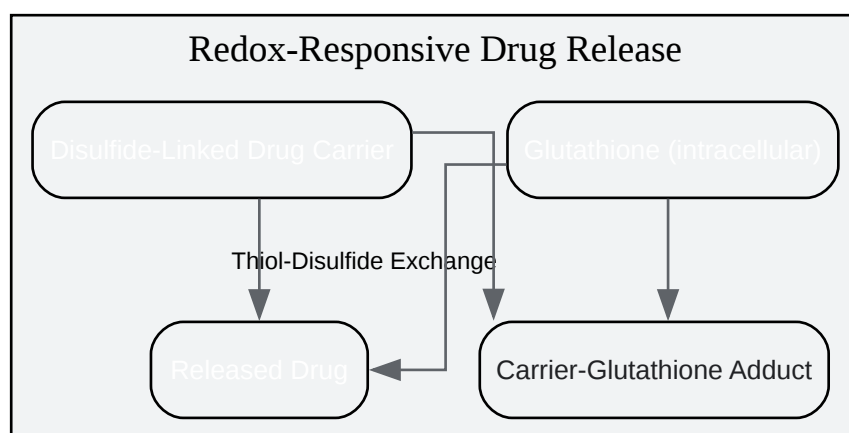 Redox-Responsive Drug Release
Disulfide-Linked Drug Carrier
Glutathione (intracellular)
Thiol-Disulfide Exchange
Released Drug
Carrier-Glutathione Adduct